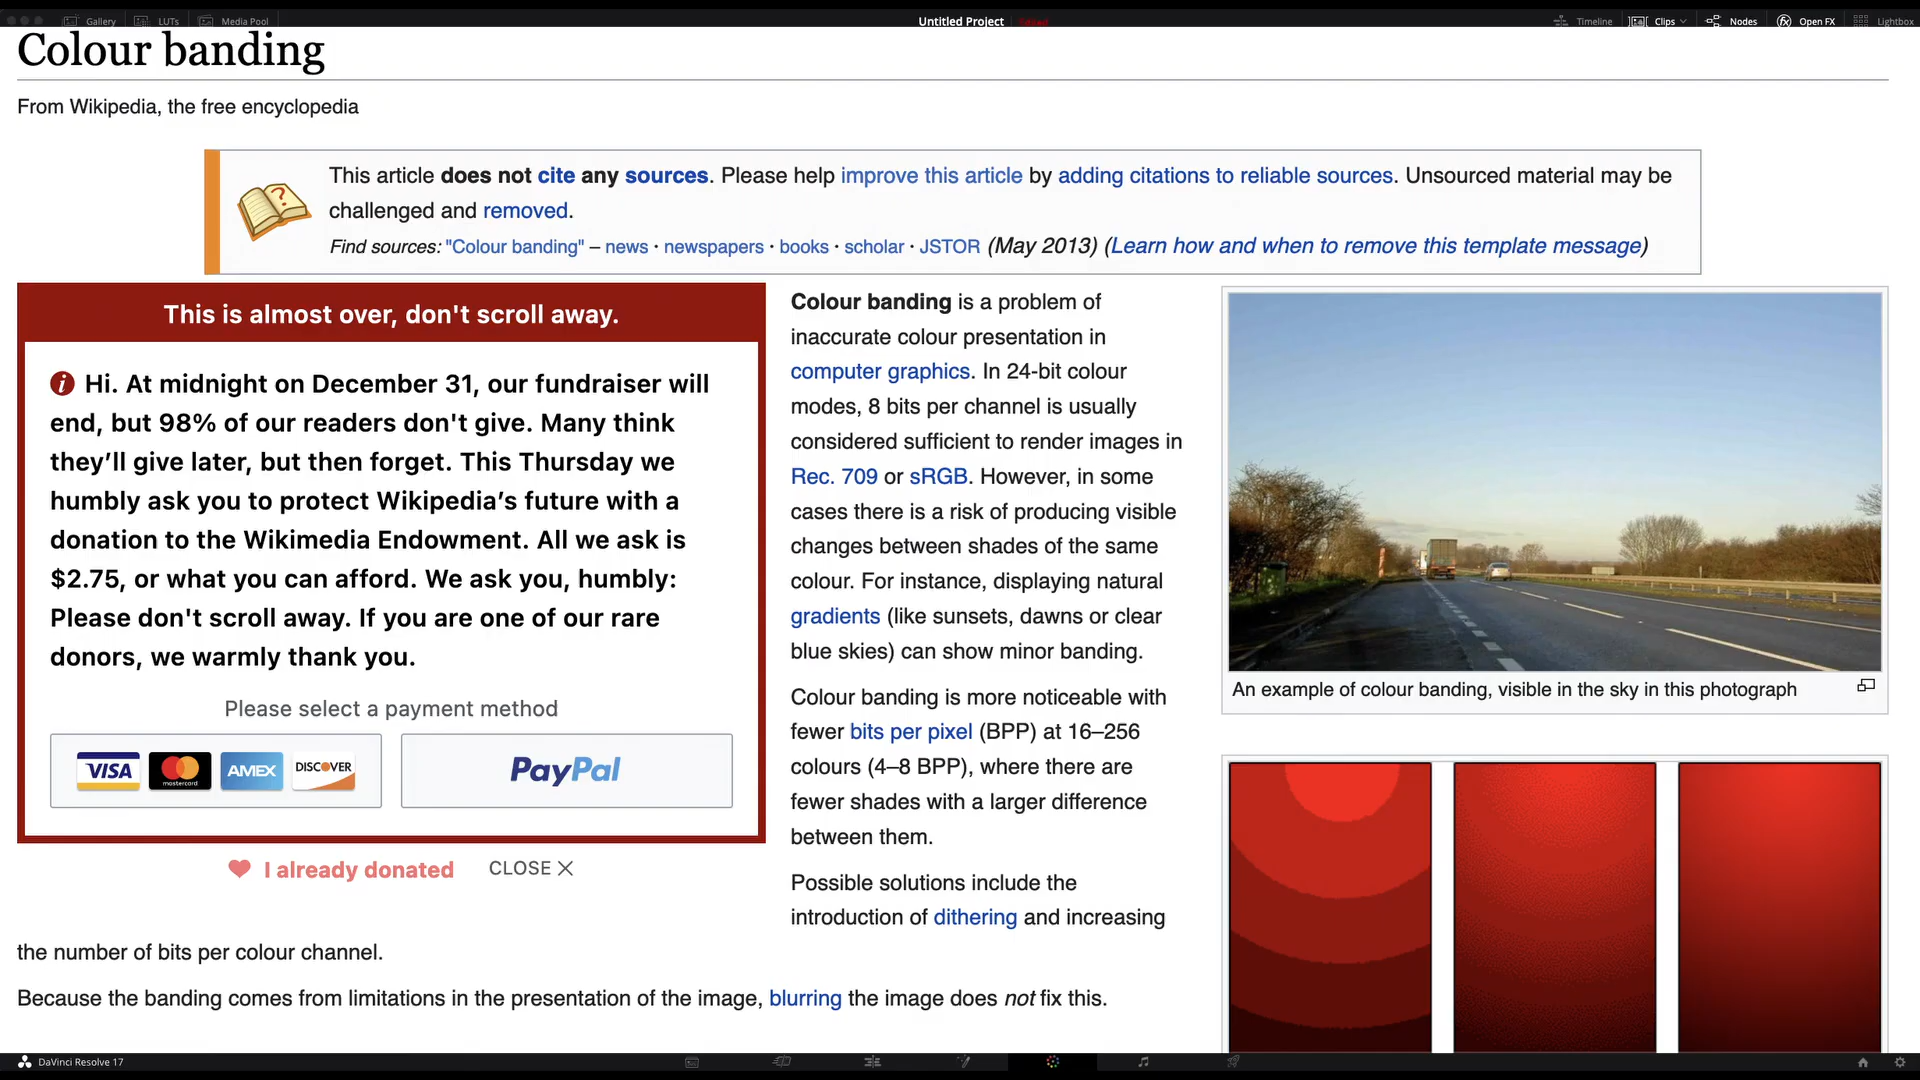 Gallery LUTs Media Pool Untitled Project Edited Timeline Clips Nodes Open FX Lightbox
Colour banding
From Wikipedia, the free encyclopedia
This article does not cite any sources. Please help improve this article by adding citations to reliable sources. Unsourced material may be
challenged and removed.
Find sources: "Colour banding" – news · newspapers · books · scholar · JSTOR (May 2013) (Learn how and when to remove this template message)
This is almost over, don't scroll away.
Hi. At midnight on December 31, our fundraiser will
end, but 98% of our readers don't give. Many think
they’ll give later, but then forget. This Thursday we
humbly ask you to protect Wikipedia’s future with a
donation to the Wikimedia Endowment. All we ask is
$2.75, or what you can afford. We ask you, humbly:
Please don't scroll away. If you are one of our rare
donors, we warmly thank you.
Please select a payment method
VISA mastercard AMEX DISCOVER PayPal
I already donated CLOSE
Colour banding is a problem of
inaccurate colour presentation in
computer graphics. In 24-bit colour
modes, 8 bits per channel is usually
considered sufficient to render images in
Rec. 709 or sRGB. However, in some
cases there is a risk of producing visible
changes between shades of the same
colour. For instance, displaying natural
gradients (like sunsets, dawns or clear
blue skies) can show minor banding.
Colour banding is more noticeable with
fewer bits per pixel (BPP) at 16–256
colours (4–8 BPP), where there are
fewer shades with a larger difference
between them.
Possible solutions include the
introduction of dithering and increasing
the number of bits per colour channel.
Because the banding comes from limitations in the presentation of the image, blurring the image does not fix this.
An example of colour banding, visible in the sky in this photograph
DaVinci Resolve 17